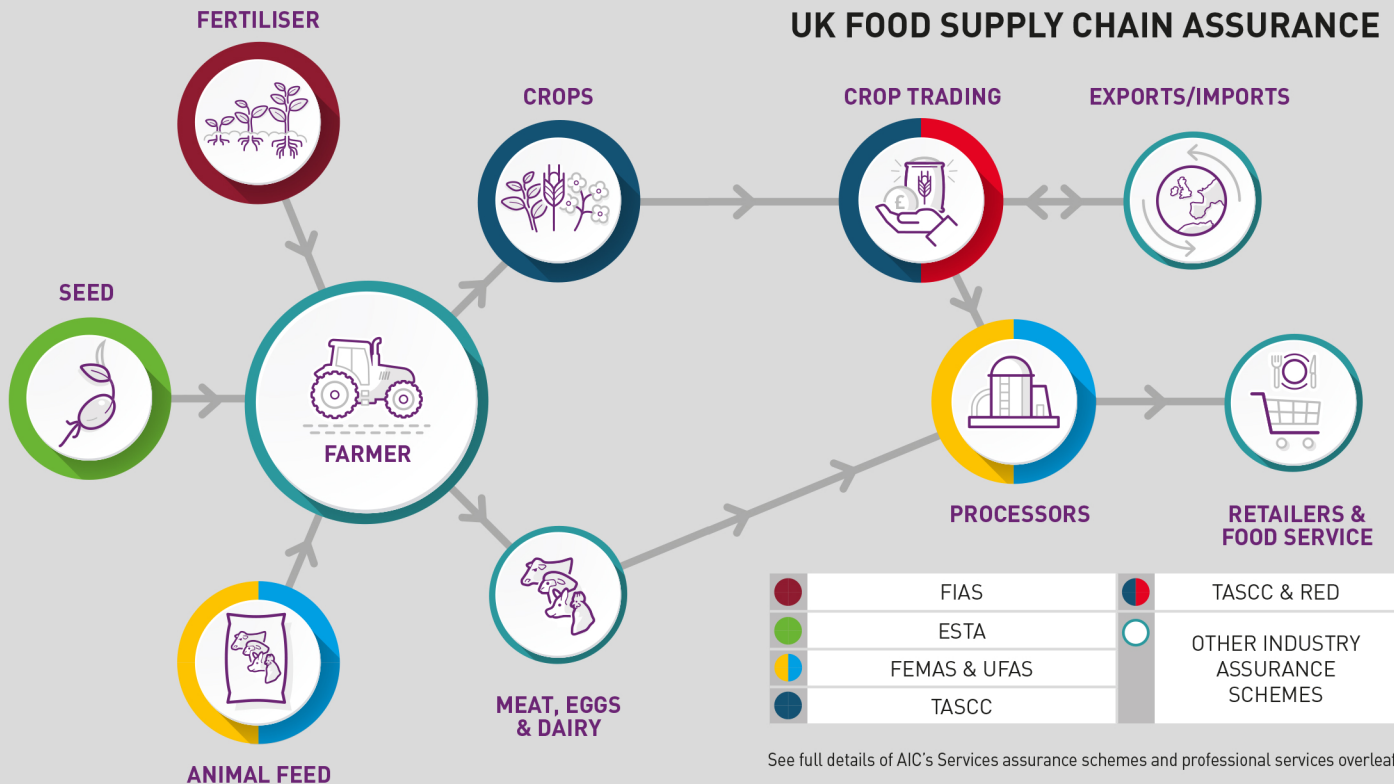 UK FOOD SUPPLY CHAIN ASSURANCE
FERTILISER
CROPS
CROP TRADING
EXPORTS/IMPORTS
£
SEED
FARMER
PROCESSORS
RETAILERS &
FOOD SERVICE
MEAT, EGGS
& DAIRY
ANIMAL FEED
FIAS
ESTA
FEMAS & UFAS
TASCC
TASCC & RED
OTHER INDUSTRY
ASSURANCE
SCHEMES
See full details of AIC's Services assurance schemes and professional services overleaf